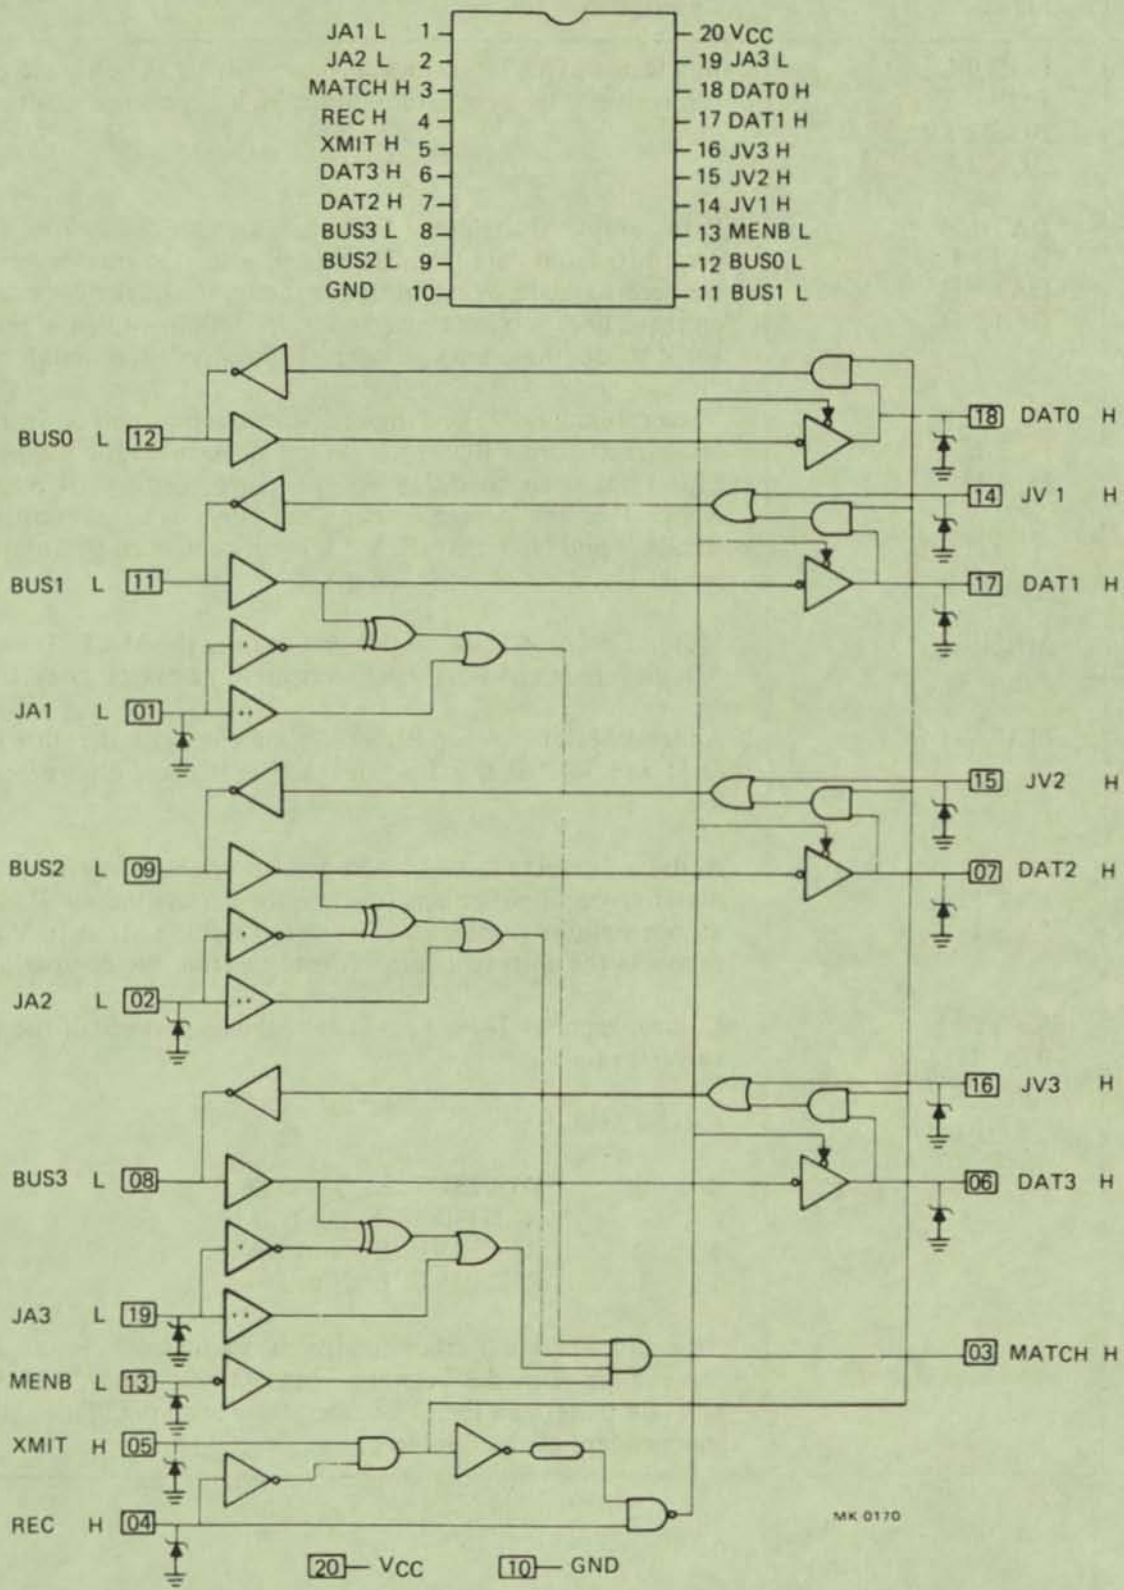 JA1 L 1 20 VCC
JA2 L 2 19 JA3 L
MATCH H 3 18 DAT0 H
REC H 4 17 DAT1 H
XMIT H 5 16 JV3 H
DAT3 H 6 15 JV2 H
DAT2 H 7 14 JV1 H
BUS3 L 8 13 MENB L
BUS2 L 9 12 BUS0 L
GND 10 11 BUS1 L
BUS0 L 12 18 DAT0 H
14 JV 1 H
BUS1 L 11 17 DAT1 H
JA1 L 01
15 JV2 H
BUS2 L 09 07 DAT2 H
JA2 L 02
16 JV3 H
BUS3 L 08 06 DAT3 H
JA3 L 19
03 MATCH H
MENB L 13
XMIT H 05
REC H 04
MK 0170
20 VCC 10 GND